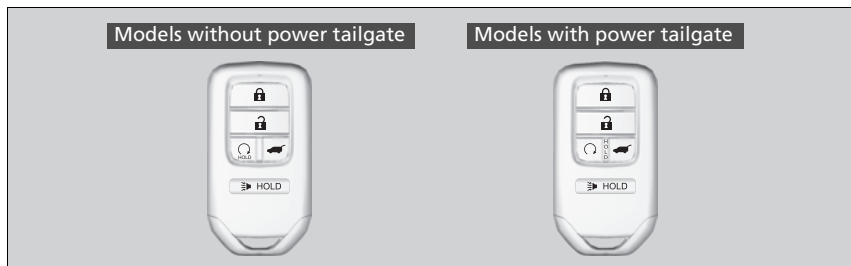 Models without power tailgate
Models with power tailgate
HOLD
HOLD
HOLD
HOLD